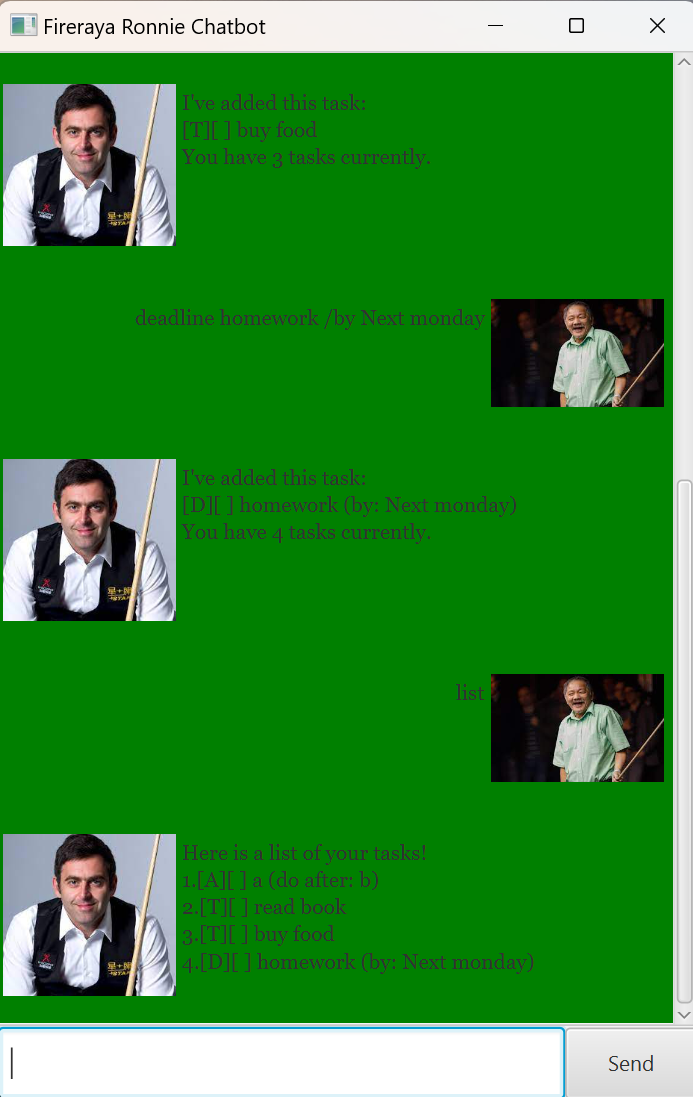 Fireraya Ronnie Chatbot
I've added this task:
[T][ ] buy food
You have 3 tasks currently.
deadline homework /by Next monday
I've added this task:
[D][ ] homework (by: Next monday)
You have 4 tasks currently.
list
Here is a list of your tasks!
1.[A][ ] a (do after: b)
2.[T][ ] read book
3.[T][ ] buy food
4.[D][ ] homework (by: Next monday)
Send